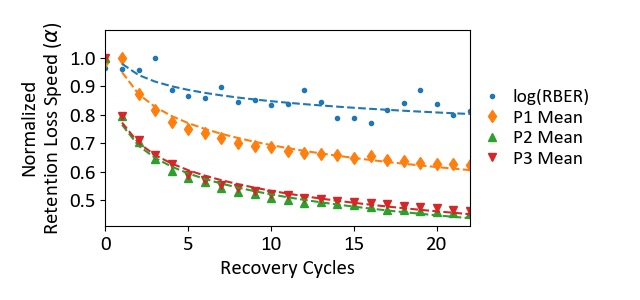 Normalized
Retention Loss Speed (α)
1.0
0.9
0.8
0.7
0.6
0.5
0
5
10
15
20
Recovery Cycles
log(RBER)
P1 Mean
P2 Mean
P3 Mean